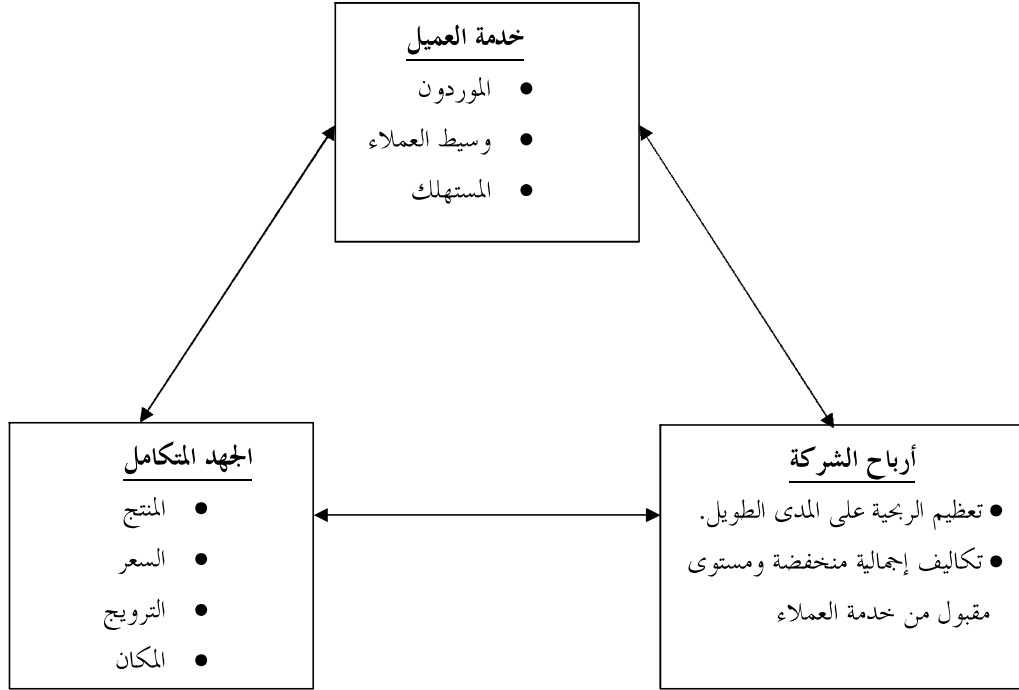 خدمة العميل
● الموردون
● وسيط العملاء
● المستهلك
أرباح الشركة
● تعظيم الربحية على المدى الطويل.
● تكاليف إجمالية منخفضة ومستوى
مقبول من خدمة العملاء
الجهد المتكامل
● المنتج
● السعر
● الترويج
● المكان